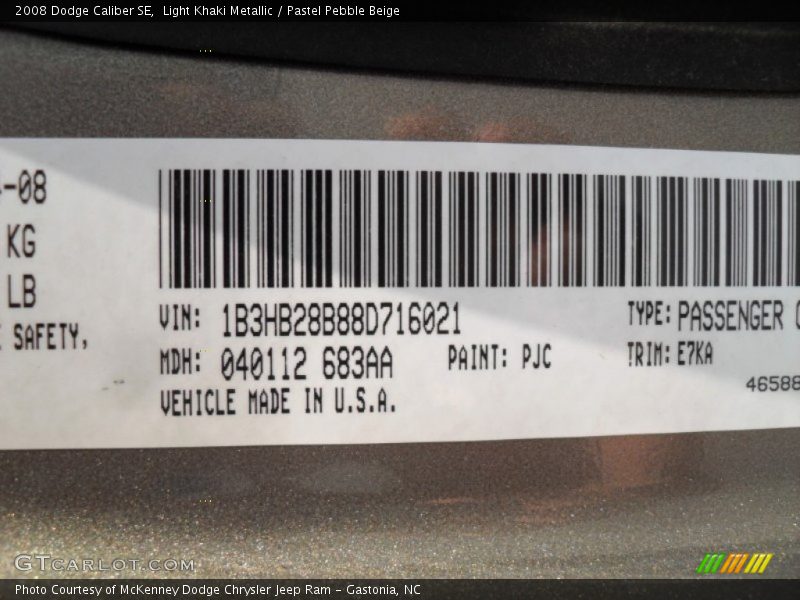 2008 Dodge Caliber SE, Light Khaki Metallic / Pastel Pebble Beige
-08
KG
LB
SAFETY.
VIN: 1B3HB28B88D716021
TYPE: PASSENGER
MDH: 040112 683AA
PAINT: PJC
TRIM: E7KA
VEHICLE MADE IN U.S.A.
46588
GTCARLOT.COM
Photo Courtesy of McKenney Dodge Chrysler Jeep Ram - Gastonia, NC